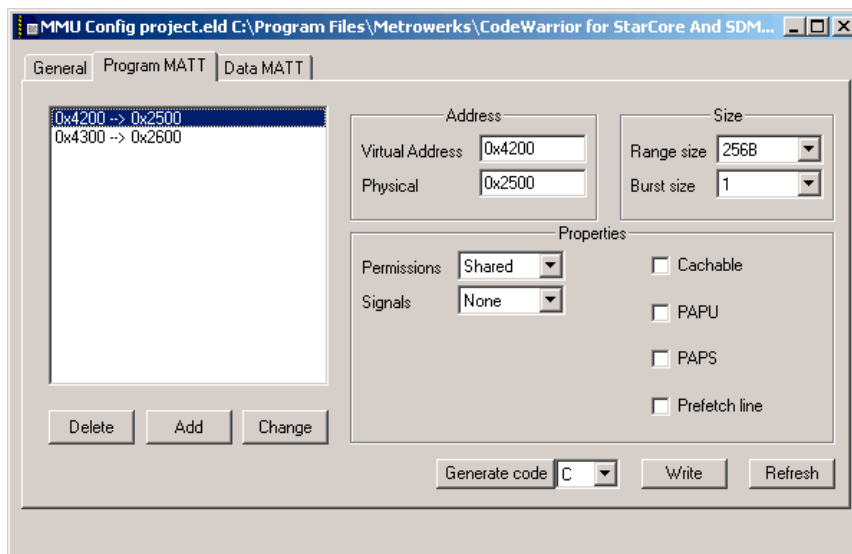 MMU Config project.eld C:\Program Files\Metrowerks\CodeWarrior for StarCore And SDM...
General Program MATT Data MATT
0x4200 --> 0x2500
0x4300 --> 0x2600
Address
Virtual Address 0x4200
Physical 0x2500
Size
Range size 256B
Burst size 1
Properties
Permissions Shared
Signals None
Cachable
PAPU
PAPS
Prefetch line
Delete Add Change
Generate code C Write Refresh